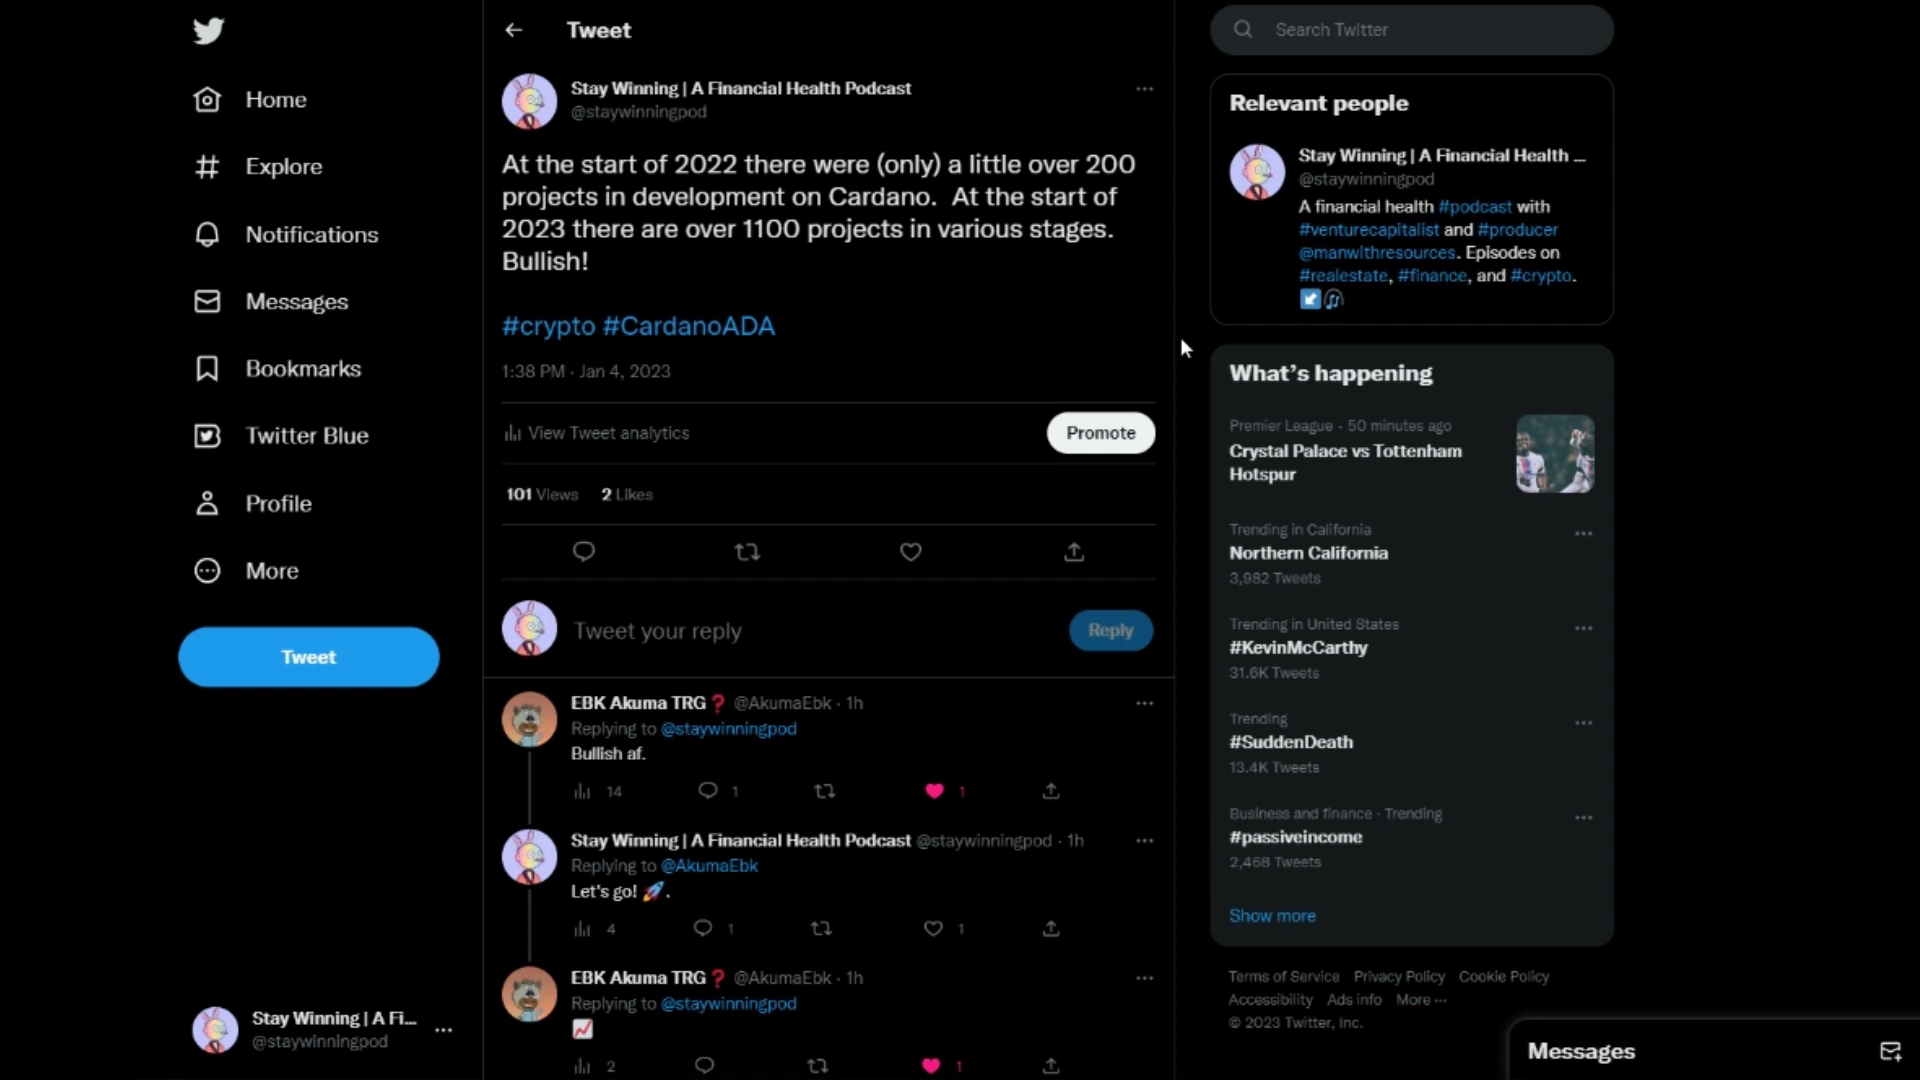 Home
Explore
Notifications
Messages
Bookmarks
Twitter Blue
Profile
More
Tweet
Stay Winning | A Fi...
@staywinningpod
Tweet
Stay Winning | A Financial Health Podcast
@staywinningpod
At the start of 2022 there were (only) a little over 200
projects in development on Cardano.  At the start of
2023 there are over 1100 projects in various stages.
Bullish!
#crypto #CardanoADA
1:38 PM · Jan 4, 2023
View Tweet analytics
Promote
101 Views 2 Likes
Tweet your reply
Reply
EBK Akuma TRG❓ @AkumaEbk · 1h
Replying to @staywinningpod
Bullish af.
14 1 1
Stay Winning | A Financial Health Podcast @staywinningpod · 1h
Replying to @AkumaEbk
Let's go! 🚀.
4 1 1
EBK Akuma TRG❓ @AkumaEbk · 1h
Replying to @staywinningpod
📈
2 1
Search Twitter
Relevant people
Stay Winning | A Financial Health ...
@staywinningpod
A financial health #podcast with
#venturecapitalist and #producer
@manwithresources. Episodes on
#realestate, #finance, and #crypto.
What's happening
Premier League · 50 minutes ago
Crystal Palace vs Tottenham
Hotspur
Trending in California
Northern California
3,982 Tweets
Trending in United States
#KevinMcCarthy
31.6K Tweets
Trending
#SuddenDeath
13.4K Tweets
Business and finance · Trending
#passiveincome
2,468 Tweets
Show more
Terms of Service Privacy Policy Cookie Policy
Accessibility Ads info More ···
© 2023 Twitter, Inc.
Messages